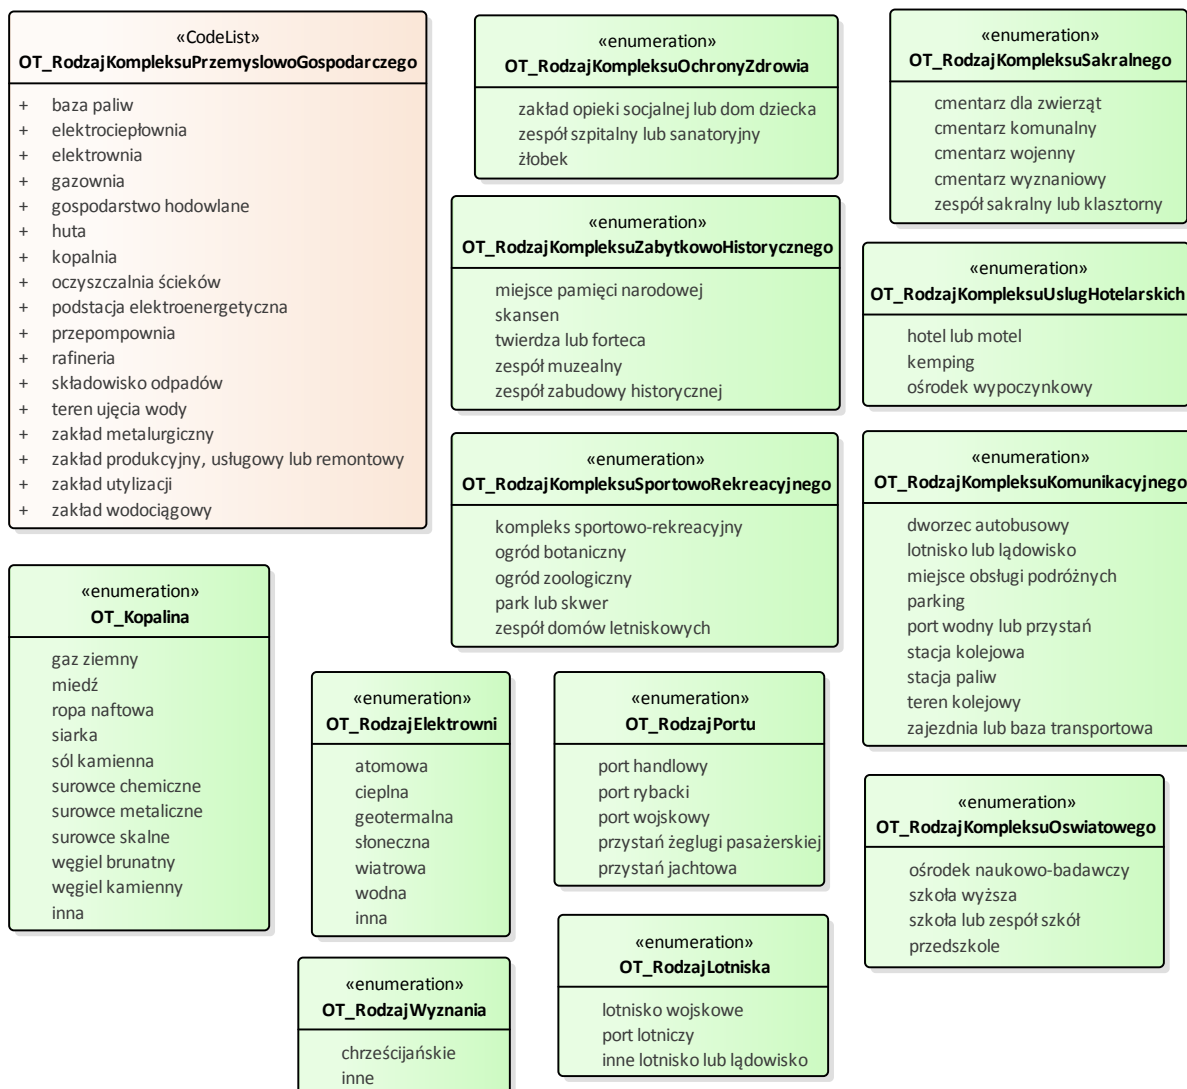 «CodeList»
OT_RodzajKompleksuPrzemyslowoGospodarczego
+ baza paliw
+ elektrociepłownia
+ elektrownia
+ gazownia
+ gospodarstwo hodowlane
+ huta
+ kopalnia
+ oczyszczalnia ścieków
+ podstacja elektroenergetyczna
+ przepompownia
+ rafineria
+ składowisko odpadów
+ teren ujęcia wody
+ zakład metalurgiczny
+ zakład produkcyjny, usługowy lub remontowy
+ zakład utylizacji
+ zakład wodociągowy
«enumeration»
OT_RodzajKompleksuOchronyZdrowia
zakład opieki socjalnej lub dom dziecka
zespół szpitalny lub sanatoryjny
żłobek
«enumeration»
OT_RodzajKompleksuSakralnego
cmentarz dla zwierząt
cmentarz komunalny
cmentarz wojenny
cmentarz wyznaniowy
zespół sakralny lub klasztorny
«enumeration»
OT_RodzajKompleksuZabytkowoHistorycznego
miejsce pamięci narodowej
skansen
twierdza lub forteca
zespół muzealny
zespół zabudowy historycznej
«enumeration»
OT_RodzajKompleksuUslugHotelarskich
hotel lub motel
kemping
ośrodek wypoczynkowy
«enumeration»
OT_RodzajKompleksuSportowoRekreacyjnego
kompleks sportowo-rekreacyjny
ogród botaniczny
ogród zoologiczny
park lub skwer
zespół domów letniskowych
«enumeration»
OT_RodzajKompleksuKomunikacyjnego
dworzec autobusowy
lotnisko lub lądowisko
miejsce obsługi podróżnych
parking
port wodny lub przystań
stacja kolejowa
stacja paliw
teren kolejowy
zajezdnia lub baza transportowa
«enumeration»
OT_Kopalina
gaz ziemny
miedź
ropa naftowa
siarka
sól kamienna
surowce chemiczne
surowce metaliczne
surowce skalne
węgiel brunatny
węgiel kamienny
inna
«enumeration»
OT_RodzajElektrowni
atomowa
cieplna
geotermalna
słoneczna
wiatrowa
wodna
inna
«enumeration»
OT_RodzajPortu
port handlowy
port rybacki
port wojskowy
przystań żeglugi pasażerskiej
przystań jachtowa
«enumeration»
OT_RodzajKompleksuOswiatowego
ośrodek naukowo-badawczy
szkoła wyższa
szkoła lub zespół szkół
przedszkole
«enumeration»
OT_RodzajWyznania
chrześcijańskie
inne
«enumeration»
OT_RodzajLotniska
lotnisko wojskowe
port lotniczy
inne lotnisko lub lądowisko